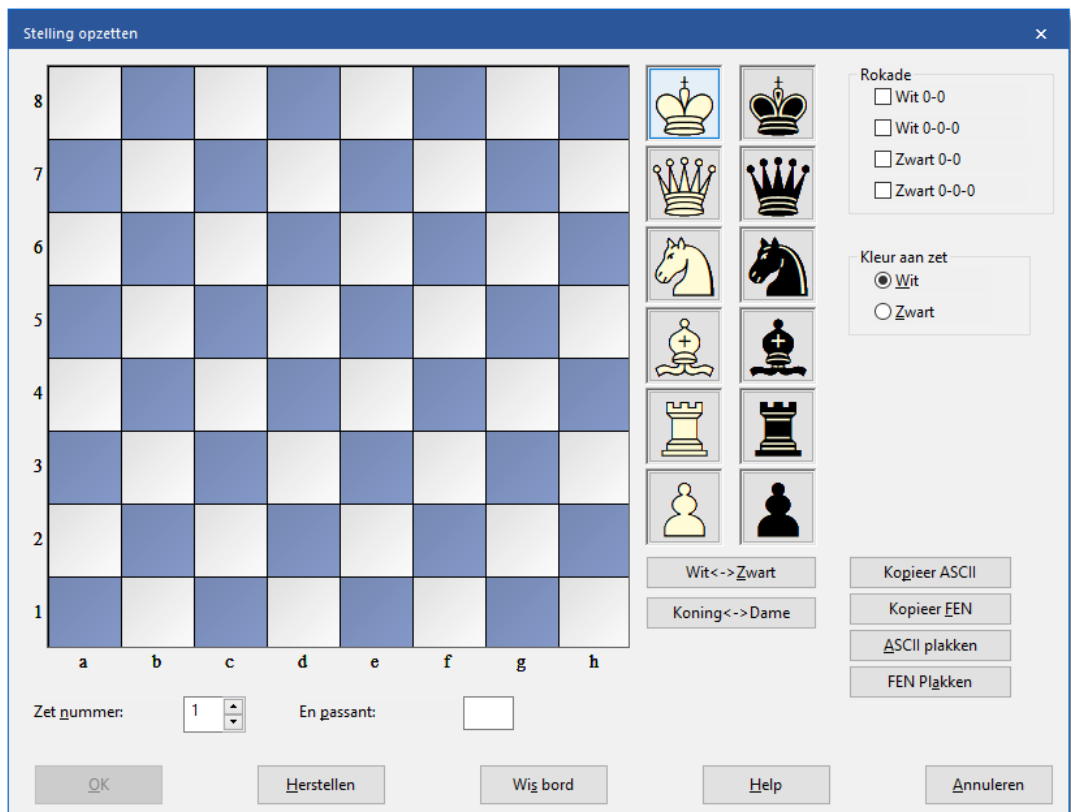 Stelling opzetten
8
7
6
5
4
3
2
1
a b c d e f g h
Rokade
Wit 0-0
Wit 0-0-0
Zwart 0-0
Zwart 0-0-0
Kleur aan zet
Wit
Zwart
Wit<->Zwart
Koning<->Dame
Kopieer ASCII
Kopieer FEN
ASCII plakken
FEN Plakken
Zet nummer: 1 En passant:
OK Herstellen Wis bord Help Annuleren